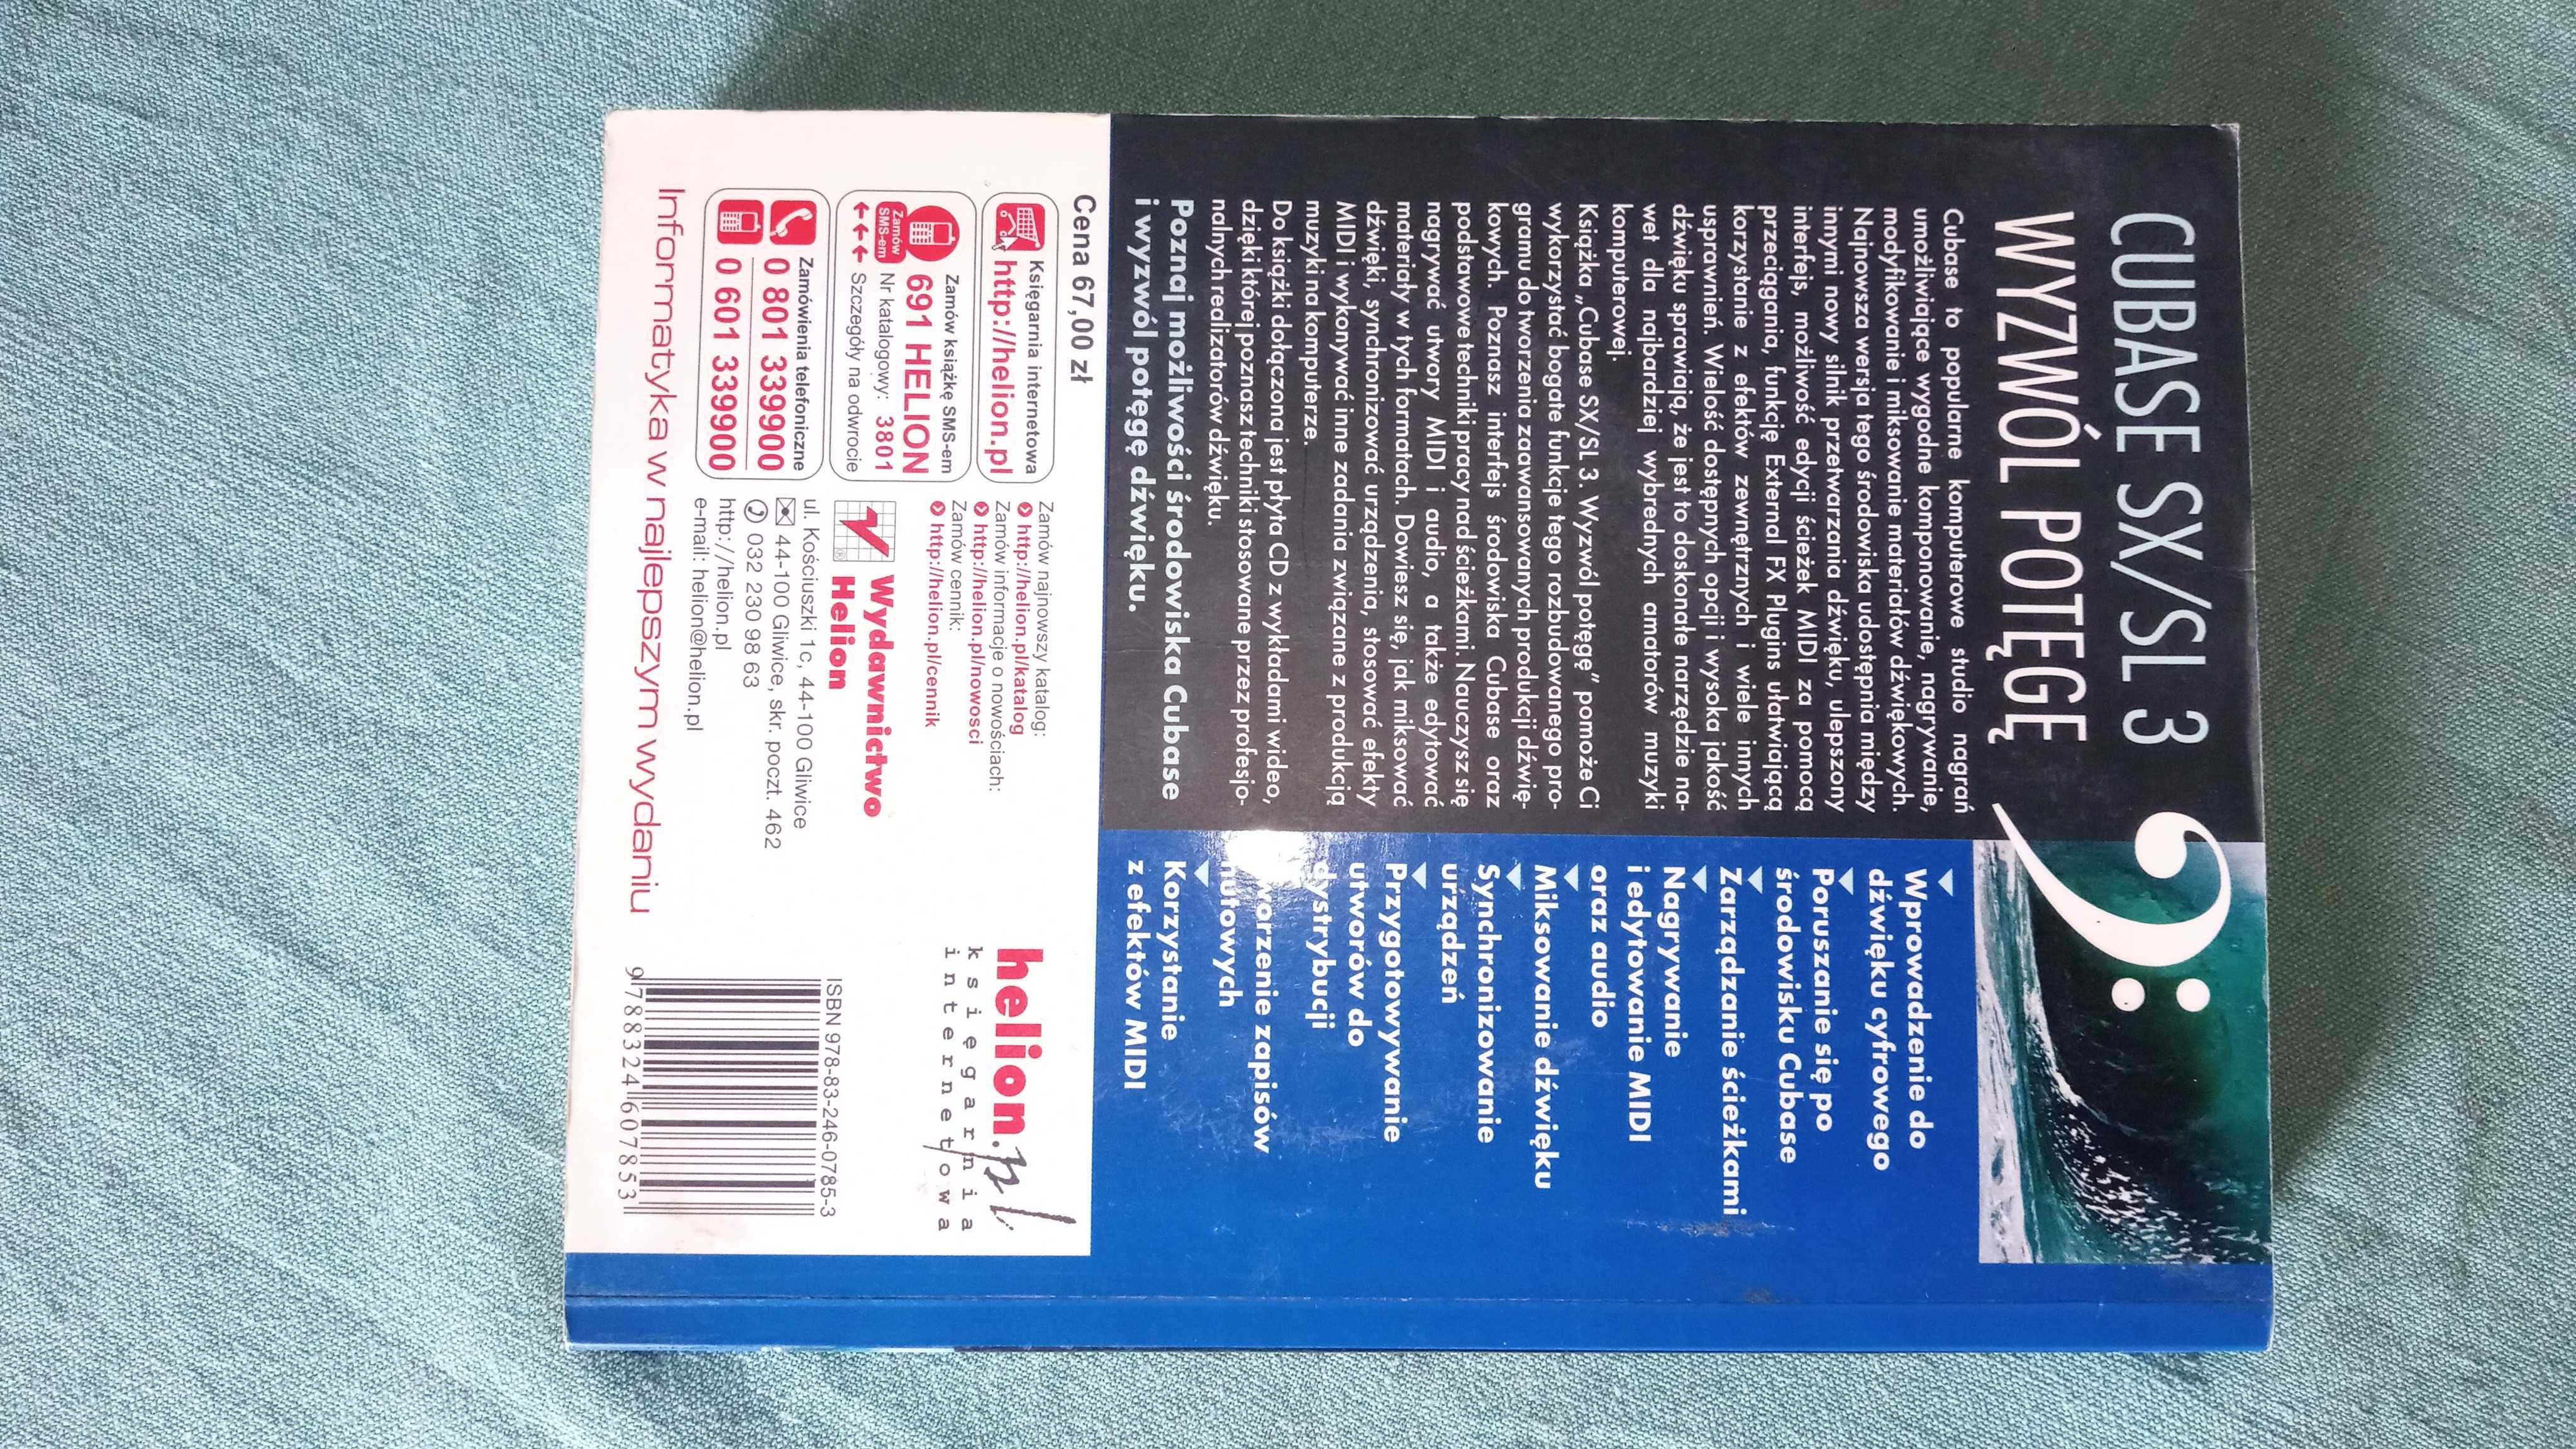 CUBASE SX/SL 3
WYZWÓL POTĘGĘ
Cubase to popularne komputerowe studio nagrań
umożliwiające wygodne komponowanie, nagrywanie,
modyfikowanie i miksowanie materiałów dźwiękowych.
Najnowsza wersja tego środowiska udostępnia między
innymi nowy silnik przetwarzania dźwięku, ulepszony
interfejs, możliwość edycji ścieżek MIDI za pomocą
przeciągania, funkcję External FX Plugins ułatwiającą
korzystanie z efektów zewnętrznych i wiele innych
usprawnień. Wielość dostępnych opcji i wysoka jakość
dźwięku sprawiają, że jest to doskonałe narzędzie na-
wet dla najbardziej wybrednych amatorów muzyki
komputerowej.
Książka „Cubase SX/SL 3. Wyzwól potęgę” pomoże Ci
wykorzystać bogate funkcje tego rozbudowanego pro-
gramu do tworzenia zaawansowanych produkcji dźwię-
kowych. Poznasz interfejs środowiska Cubase oraz
podstawowe techniki pracy nad ścieżkami. Nauczysz się
nagrywać utwory MIDI i audio, a także edytować
materiały w tych formatach. Dowiesz się, jak miksować
dźwięki, synchronizować urządzenia, stosować efekty
MIDI i wykonywać inne zadania związane z produkcją
muzyki na komputerze.
Do książki dołączona jest płyta CD z wykładami wideo,
dzięki której poznasz techniki stosowane przez profesjo-
nalnych realizatorów dźwięku.
Poznaj możliwości środowiska Cubase
i wyzwól potęgę dźwięku.
Wprowadzenie do
dźwięku cyfrowego
Poruszanie się po
środowisku Cubase
Zarządzanie ścieżkami
Nagrywanie
i edytowanie MIDI
oraz audio
Miksowanie dźwięku
Synchronizowanie
urządzeń
Przygotowywanie
utworów do
dystrybucji
Tworzenie zapisów
nutowych
Korzystanie
z efektów MIDI
Cena 67,00 zł
Księgarnia internetowa
http://helion.pl
Zamów książkę SMS-em
691 HELION
Zamów
SMS-em
Nr katalogowy: 3801
Szczegóły na odwrocie
Zamówienia telefoniczne
0 801 339900
0 601 339900
Zamów najnowszy katalog:
http://helion.pl/katalog
Zamów informacje o nowościach:
http://helion.pl/nowosci
Zamów cennik:
http://helion.pl/cennik
Wydawnictwo
Helion
ul. Kościuszki 1c, 44-100 Gliwice
44-100 Gliwice, skr. poczt. 462
032 230 98 63
http://helion.pl
e-mail: helion@helion.pl
Informatyka w najlepszym wydaniu
helion.pl
księgarnia
internetowa
ISBN 978-83-246-0785-3
9788324607853